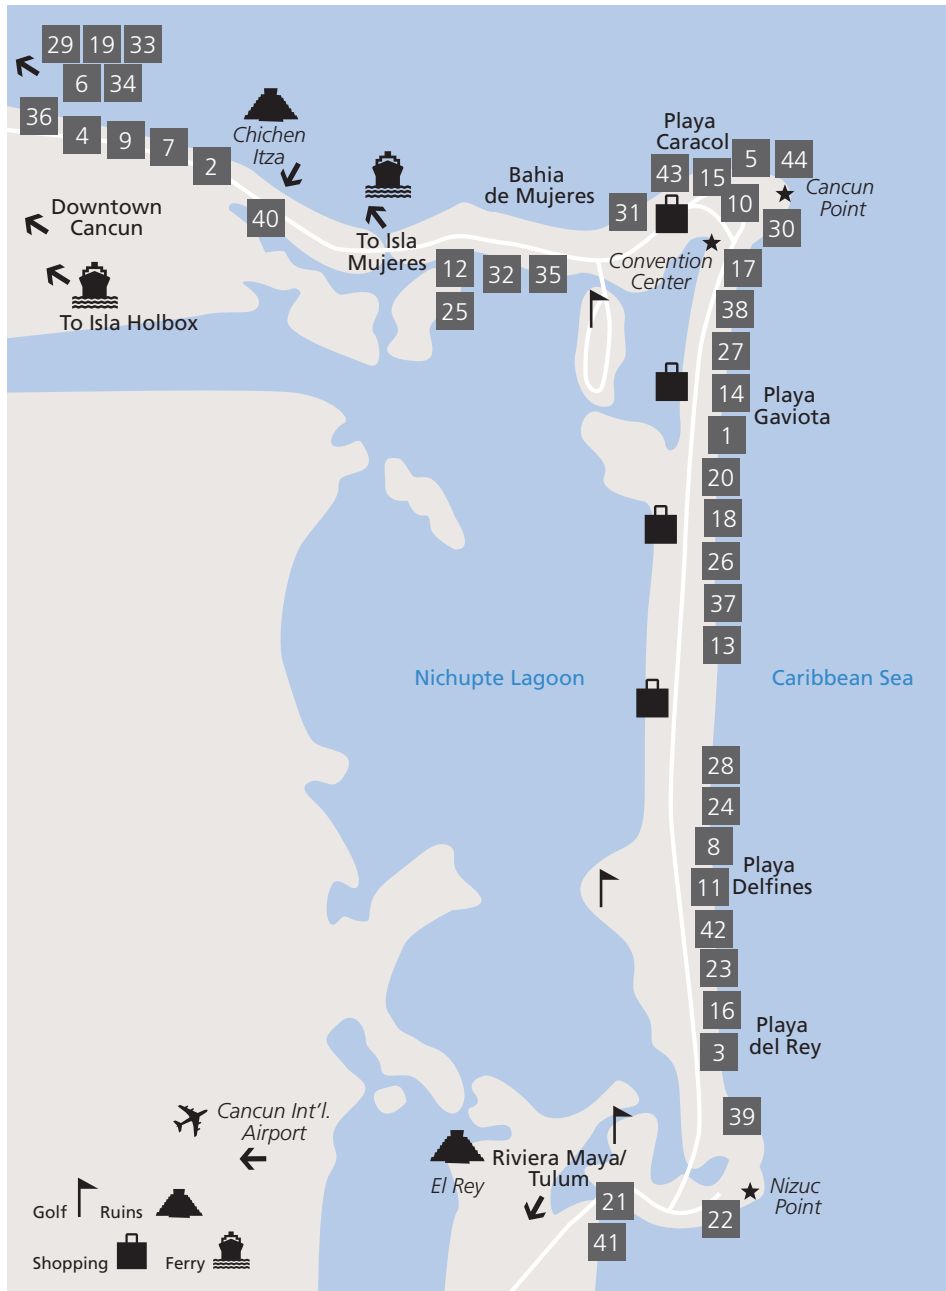 29 19 33
6 34
36
4 9 7 2
Chichen
Itza
40
Downtown
Cancun
To Isla Holbox
To Isla
Mujeres
Bahia
de Mujeres
12 32 35
25
Playa
Caracol
31 43 15 5 44
10
30
Cancun
Point
Convention
Center
17
38
27
14
Playa
Gaviota
1
20
18
26
37
13
Nichupte Lagoon
Caribbean Sea
28
24
8
Playa
Delfines
11
42
23
16
Playa
del Rey
3
39
Cancun Int'l.
Airport
El Rey
Riviera Maya/
Tulum
21
41
22
Nizuc
Point
Golf Ruins
Shopping Ferry